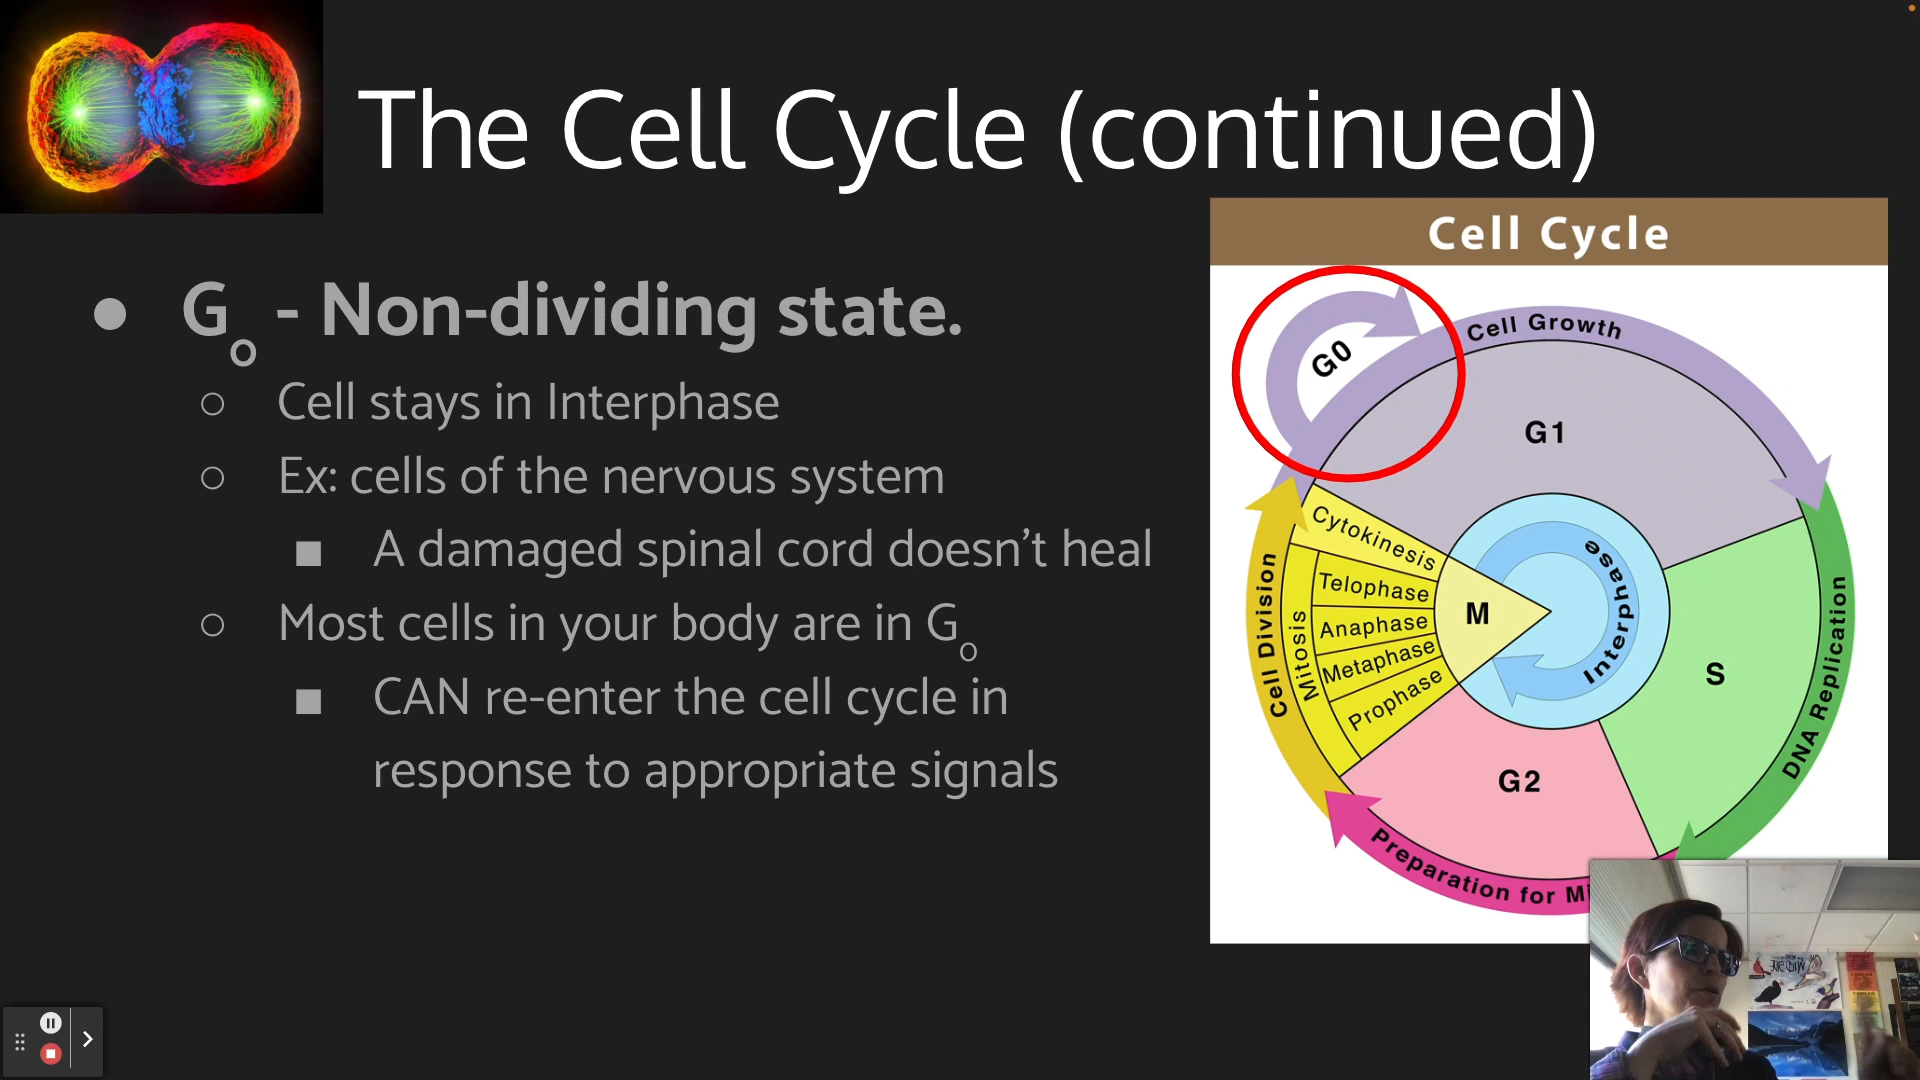 The Cell Cycle (continued)
● G₀ - Non-dividing state.
○ Cell stays in Interphase
○ Ex: cells of the nervous system
■ A damaged spinal cord doesn't heal
○ Most cells in your body are in G₀
■ CAN re-enter the cell cycle in
response to appropriate signals
Cell Cycle
G0
Cell Growth
G1
Cytokinesis
Telophase
Anaphase
Metaphase
Prophase
Mitosis
Cell Division
M
Interphase
S
DNA Replication
G2
Preparation for